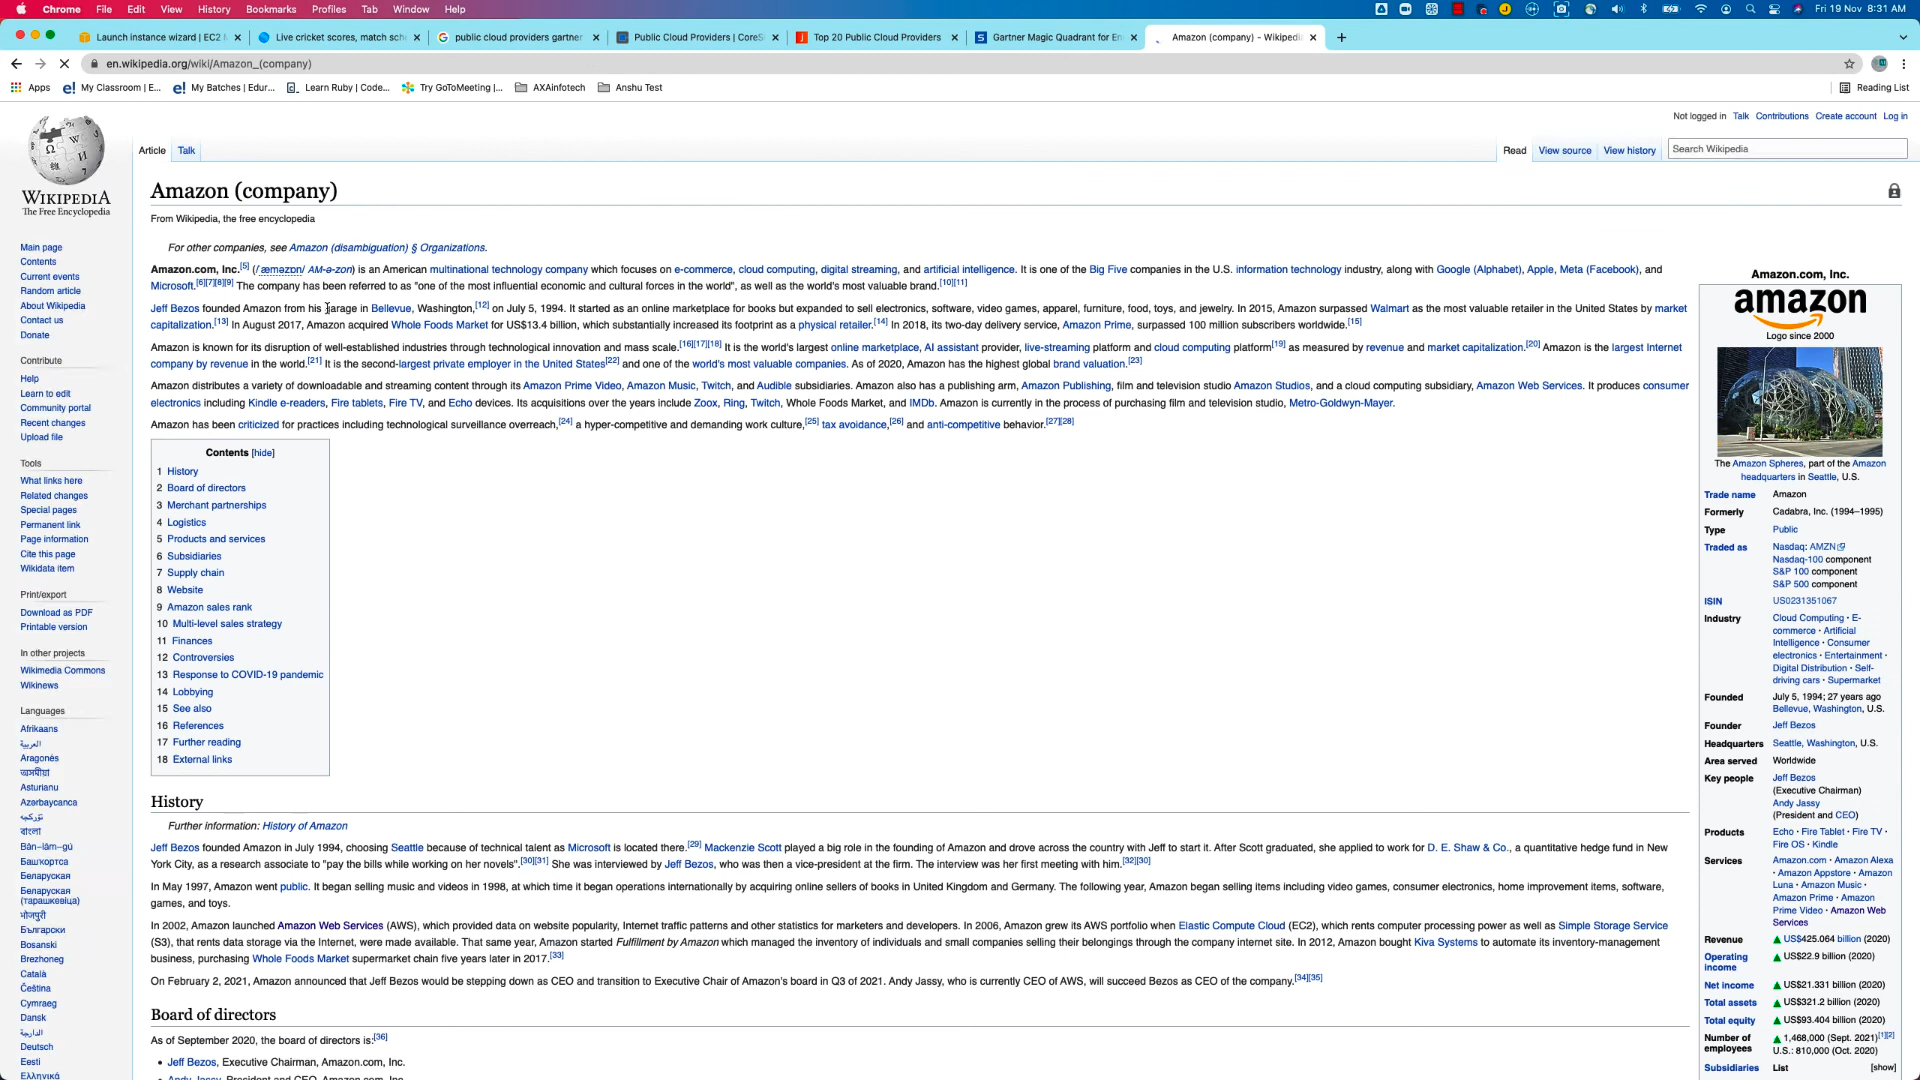 Chrome File Edit View History Bookmarks Profiles Tab Window Help Fri 19 Nov 8:31 AM
Launch instance wizard | EC2 M Live cricket scores, match sche public cloud providers gartner Public Cloud Providers | CoreS Top 20 Public Cloud Providers Gartner Magic Quadrant for En Amazon (company) - Wikipedi
en.wikipedia.org/wiki/Amazon_(company)
Apps My Classroom | E... My Batches | Edur... Learn Ruby | Code... Try GoToMeeting |... AXAinfotech Anshu Test Reading List
Not logged in Talk Contributions Create account Log in
Article Talk Read View source View history Search Wikipedia
WIKIPEDIA
The Free Encyclopedia
Main page
Contents
Current events
Random article
About Wikipedia
Contact us
Donate
Contribute
Help
Learn to edit
Community portal
Recent changes
Upload file
Tools
What links here
Related changes
Special pages
Permanent link
Page information
Cite this page
Wikidata item
Print/export
Download as PDF
Printable version
In other projects
Wikimedia Commons
Wikinews
Languages
Afrikaans
العربية
Aragonés
অসমীয়া
Asturianu
Azərbaycanca
تۆرکجه
বাংলা
Bân-lâm-gú
Башҡортса
Беларуская
Беларуская
(тарашкевіца)
भोजपुरी
Български
Bosanski
Brezhoneg
Català
Čeština
Cymraeg
Dansk
الدارجة
Deutsch
Eesti
Ελληνικά
Amazon (company)
From Wikipedia, the free encyclopedia
For other companies, see Amazon (disambiguation) § Organizations.
Amazon.com, Inc.[5] (/ˈæməzɒn/ AM-ə-zon) is an American multinational technology company which focuses on e-commerce, cloud computing, digital streaming, and artificial intelligence. It is one of the Big Five companies in the U.S. information technology industry, along with Google (Alphabet), Apple, Meta (Facebook), and
Microsoft.[6][7][8][9] The company has been referred to as "one of the most influential economic and cultural forces in the world", as well as the world's most valuable brand.[10][11]
Jeff Bezos founded Amazon from his garage in Bellevue, Washington,[12] on July 5, 1994. It started as an online marketplace for books but expanded to sell electronics, software, video games, apparel, furniture, food, toys, and jewelry. In 2015, Amazon surpassed Walmart as the most valuable retailer in the United States by market
capitalization.[13] In August 2017, Amazon acquired Whole Foods Market for US$13.4 billion, which substantially increased its footprint as a physical retailer.[14] In 2018, its two-day delivery service, Amazon Prime, surpassed 100 million subscribers worldwide.[15]
Amazon is known for its disruption of well-established industries through technological innovation and mass scale.[16][17][18] It is the world's largest online marketplace, AI assistant provider, live-streaming platform and cloud computing platform[19] as measured by revenue and market capitalization.[20] Amazon is the largest Internet
company by revenue in the world.[21] It is the second-largest private employer in the United States[22] and one of the world's most valuable companies. As of 2020, Amazon has the highest global brand valuation.[23]
Amazon distributes a variety of downloadable and streaming content through its Amazon Prime Video, Amazon Music, Twitch, and Audible subsidiaries. Amazon also has a publishing arm, Amazon Publishing, film and television studio Amazon Studios, and a cloud computing subsidiary, Amazon Web Services. It produces consumer
electronics including Kindle e-readers, Fire tablets, Fire TV, and Echo devices. Its acquisitions over the years include Zoox, Ring, Twitch, Whole Foods Market, and IMDb. Amazon is currently in the process of purchasing film and television studio, Metro-Goldwyn-Mayer.
Amazon has been criticized for practices including technological surveillance overreach,[24] a hyper-competitive and demanding work culture,[25] tax avoidance,[26] and anti-competitive behavior.[27][28]
Contents [hide]
1 History
2 Board of directors
3 Merchant partnerships
4 Logistics
5 Products and services
6 Subsidiaries
7 Supply chain
8 Website
9 Amazon sales rank
10 Multi-level sales strategy
11 Finances
12 Controversies
13 Response to COVID-19 pandemic
14 Lobbying
15 See also
16 References
17 Further reading
18 External links
History
Further information: History of Amazon
Jeff Bezos founded Amazon in July 1994, choosing Seattle because of technical talent as Microsoft is located there.[29] Mackenzie Scott played a big role in the founding of Amazon and drove across the country with Jeff to start it. After Scott graduated, she applied to work for D. E. Shaw & Co., a quantitative hedge fund in New
York City, as a research associate to "pay the bills while working on her novels".[30][31] She was interviewed by Jeff Bezos, who was then a vice-president at the firm. The interview was her first meeting with him.[32][30]
In May 1997, Amazon went public. It began selling music and videos in 1998, at which time it began operations internationally by acquiring online sellers of books in United Kingdom and Germany. The following year, Amazon began selling items including video games, consumer electronics, home improvement items, software,
games, and toys.
In 2002, Amazon launched Amazon Web Services (AWS), which provided data on website popularity, Internet traffic patterns and other statistics for marketers and developers. In 2006, Amazon grew its AWS portfolio when Elastic Compute Cloud (EC2), which rents computer processing power as well as Simple Storage Service
(S3), that rents data storage via the Internet, were made available. That same year, Amazon started Fulfillment by Amazon which managed the inventory of individuals and small companies selling their belongings through the company internet site. In 2012, Amazon bought Kiva Systems to automate its inventory-management
business, purchasing Whole Foods Market supermarket chain five years later in 2017.[33]
On February 2, 2021, Amazon announced that Jeff Bezos would be stepping down as CEO and transition to Executive Chair of Amazon's board in Q3 of 2021. Andy Jassy, who is currently CEO of AWS, will succeed Bezos as CEO of the company.[34][35]
Board of directors
As of September 2020, the board of directors is:[36]
• Jeff Bezos, Executive Chairman, Amazon.com, Inc.
• Andy Jassy, President and CEO, Amazon.com, Inc.
Amazon.com, Inc.
amazon
Logo since 2000
The Amazon Spheres, part of the Amazon
headquarters in Seattle, U.S.
Trade name Amazon
Formerly Cadabra, Inc. (1994–1995)
Type Public
Traded as Nasdaq: AMZN
Nasdaq-100 component
S&P 100 component
S&P 500 component
ISIN US0231351067
Industry Cloud Computing · E-
commerce · Artificial
Intelligence · Consumer
electronics · Entertainment ·
Digital Distribution · Self-
driving cars · Supermarket
Founded July 5, 1994; 27 years ago
Bellevue, Washington, U.S.
Founder Jeff Bezos
Headquarters Seattle, Washington, U.S.
Area served Worldwide
Key people Jeff Bezos
(Executive Chairman)
Andy Jassy
(President and CEO)
Products Echo · Fire Tablet · Fire TV ·
Fire OS · Kindle
Services Amazon.com · Amazon Alexa
· Amazon Appstore · Amazon
Luna · Amazon Music ·
Amazon Prime · Amazon
Prime Video · Amazon Web
Services
Revenue ▲ US$425.064 billion (2020)
Operating income ▲ US$22.9 billion (2020)
Net income ▲ US$21.331 billion (2020)
Total assets ▲ US$321.2 billion (2020)
Total equity ▲ US$93.404 billion (2020)
Number of employees ▲ 1,468,000 (Sept. 2021)[1][2]
U.S.: 810,000 (Oct. 2020)
Subsidiaries List [show]